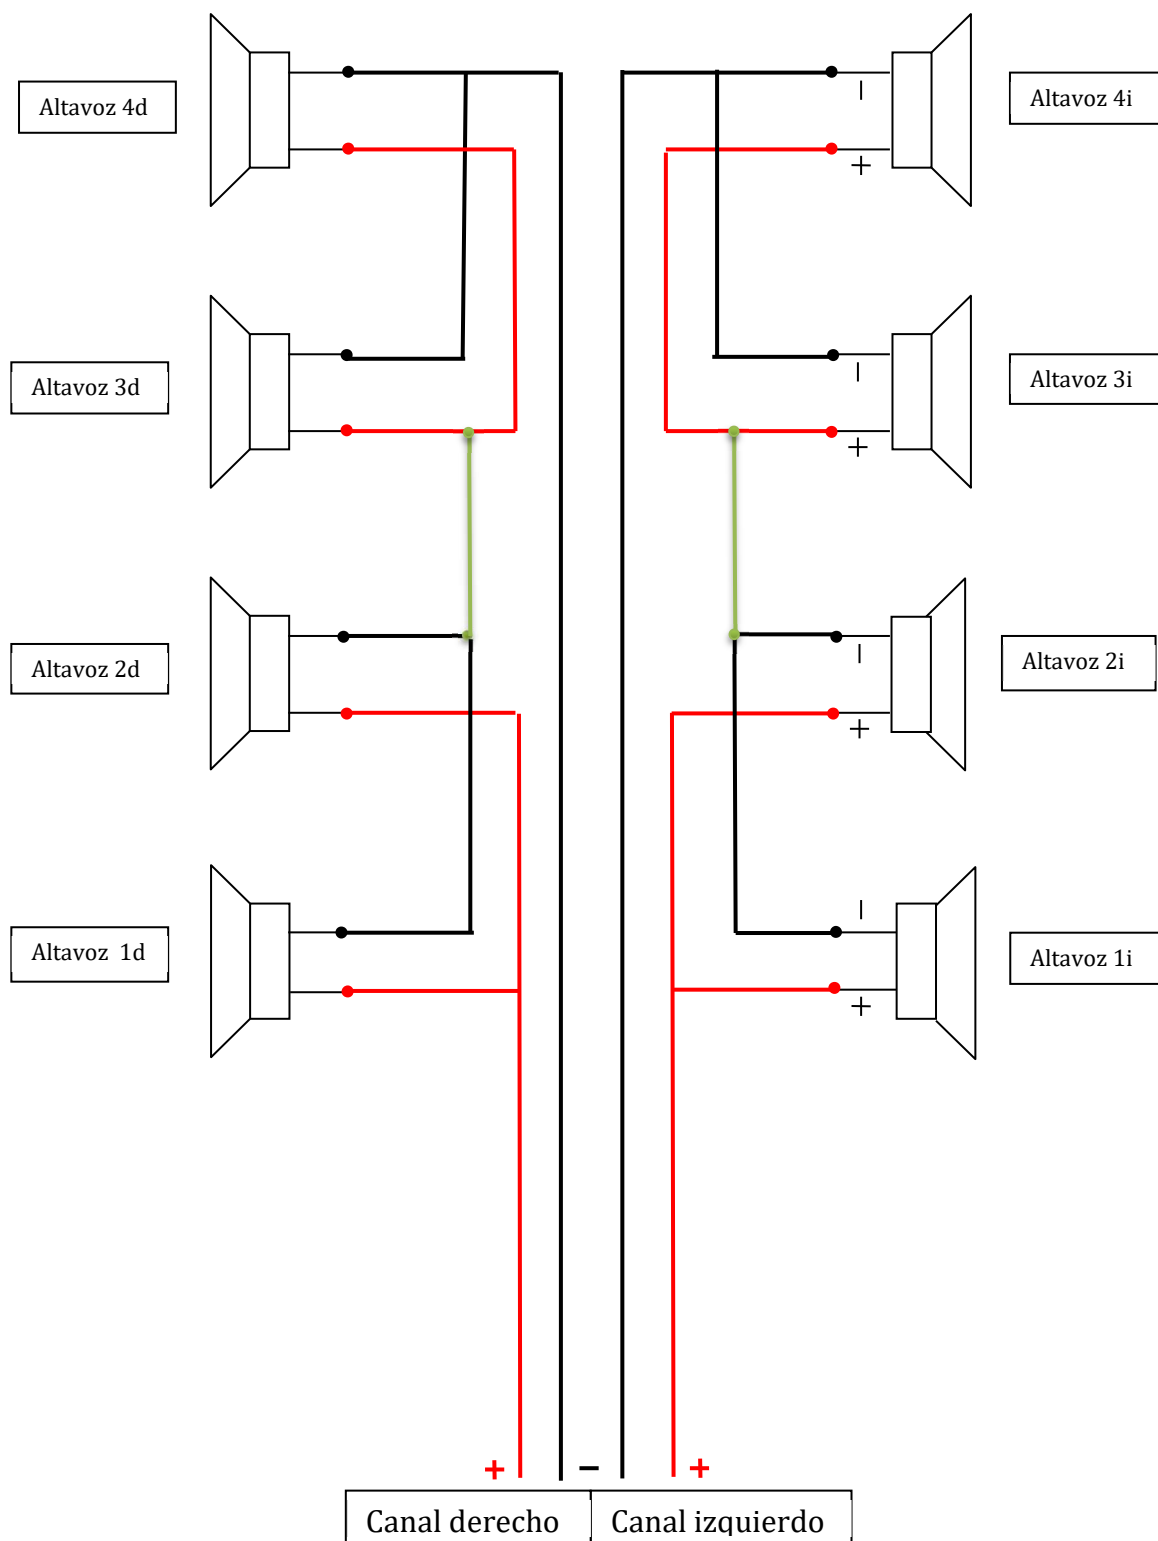 Altavoz 4d
Altavoz 4i
−
+
Altavoz 3d
Altavoz 3i
−
+
Altavoz 2d
Altavoz 2i
−
+
Altavoz 1d
Altavoz 1i
−
+
+ − +
Canal derecho Canal izquierdo